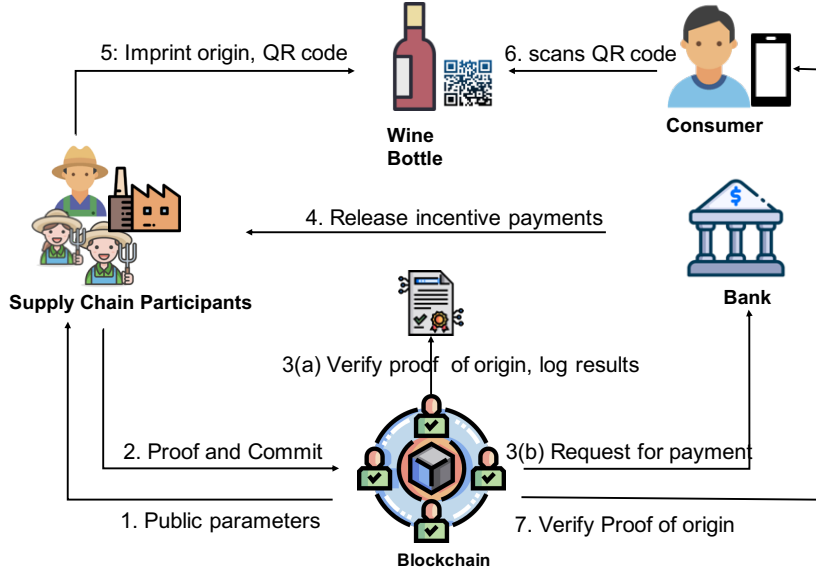 5: Imprint origin, QR code
6. scans QR code
Wine
Bottle
Consumer
4. Release incentive payments
$
Supply Chain Participants
Bank
3(a) Verify proof of origin, log results
2. Proof and Commit
3(b) Request for payment
1. Public parameters
7. Verify Proof of origin
Blockchain